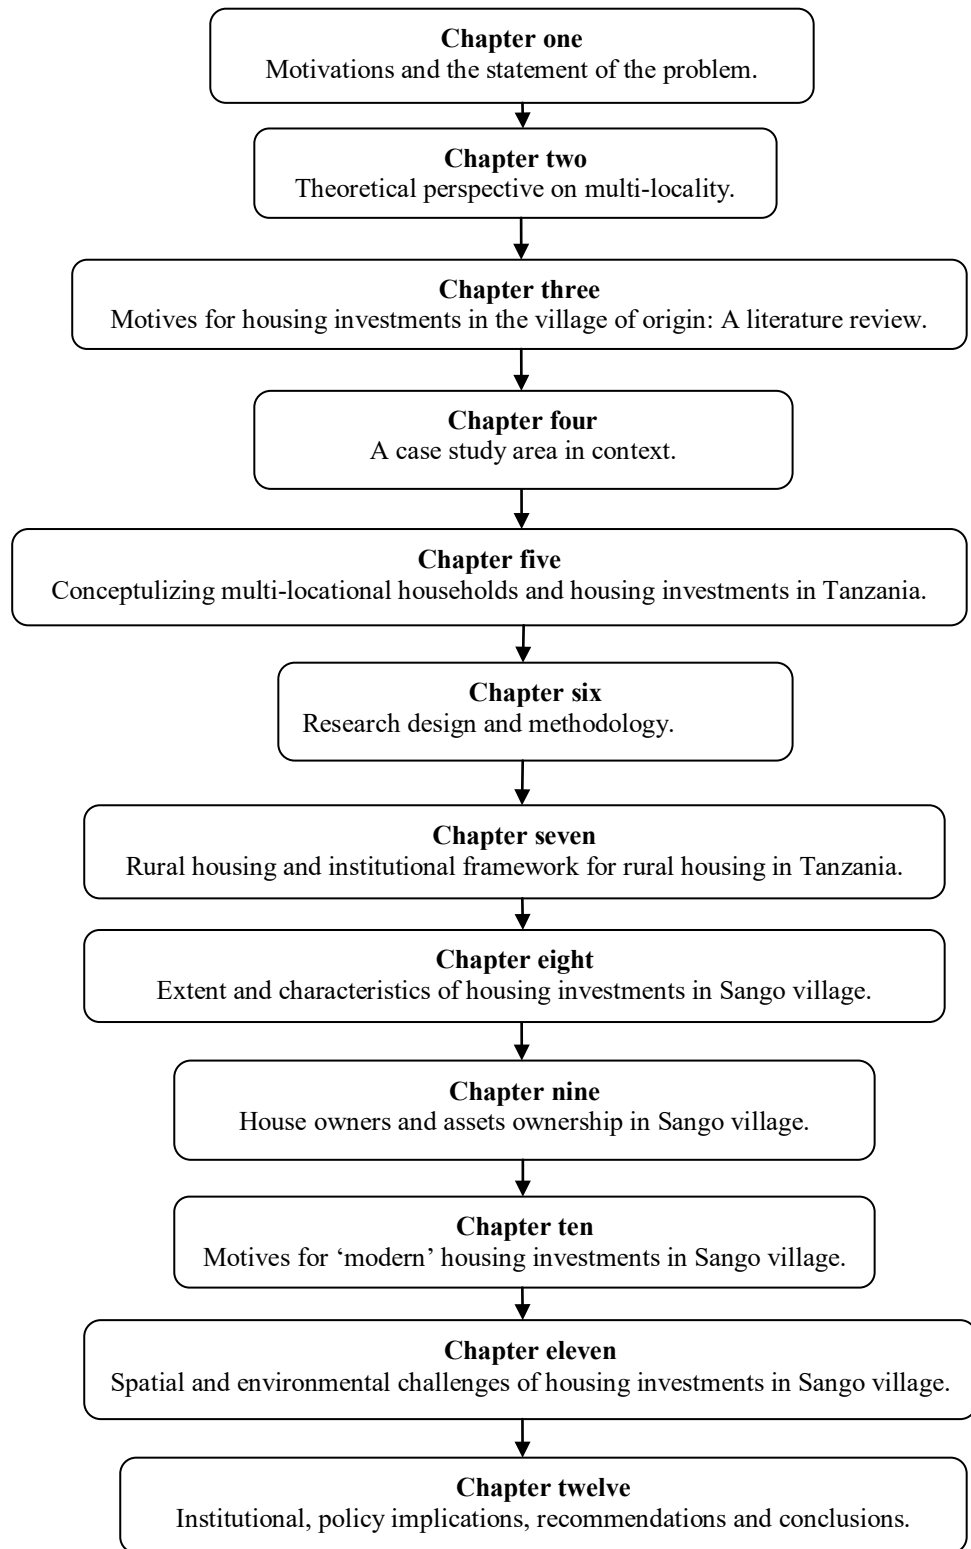 Chapter one
Motivations and the statement of the problem.
Chapter two
Theoretical perspective on multi-locality.
Chapter three
Motives for housing investments in the village of origin: A literature review.
Chapter four
A case study area in context.
Chapter five
Conceptulizing multi-locational households and housing investments in Tanzania.
Chapter six
Research design and methodology.
Chapter seven
Rural housing and institutional framework for rural housing in Tanzania.
Chapter eight
Extent and characteristics of housing investments in Sango village.
Chapter nine
House owners and assets ownership in Sango village.
Chapter ten
Motives for ‘modern’ housing investments in Sango village.
Chapter eleven
Spatial and environmental challenges of housing investments in Sango village.
Chapter twelve
Institutional, policy implications, recommendations and conclusions.